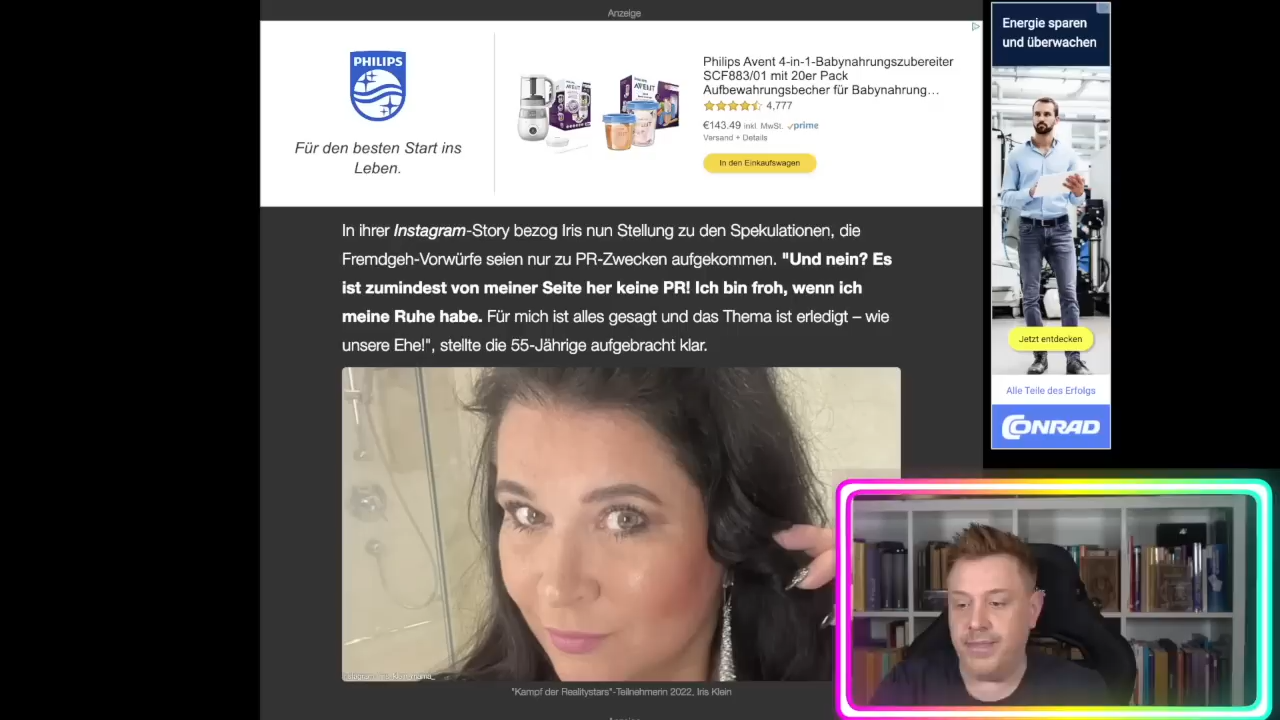 Anzeige
PHILIPS
Für den besten Start ins
Leben.
Philips Avent 4-in-1-Babynahrungszubereiter
SCF883/01 mit 20er Pack
Aufbewahrungsbecher für Babynahrung…
4,777
€143.49 inkl. MwSt. prime
Versand + Details
In den Einkaufswagen
Energie sparen
und überwachen
Jetzt entdecken
Alle Teile des Erfolgs
CONRAD
In ihrer Instagram-Story bezog Iris nun Stellung zu den Spekulationen, die
Fremdgeh-Vorwürfe seien nur zu PR-Zwecken aufgekommen. "Und nein? Es
ist zumindest von meiner Seite her keine PR! Ich bin froh, wenn ich
meine Ruhe habe. Für mich ist alles gesagt und das Thema ist erledigt – wie
unsere Ehe!", stellte die 55-Jährige aufgebracht klar.
"Kampf der Realitystars"-Teilnehmerin 2022, Iris Klein